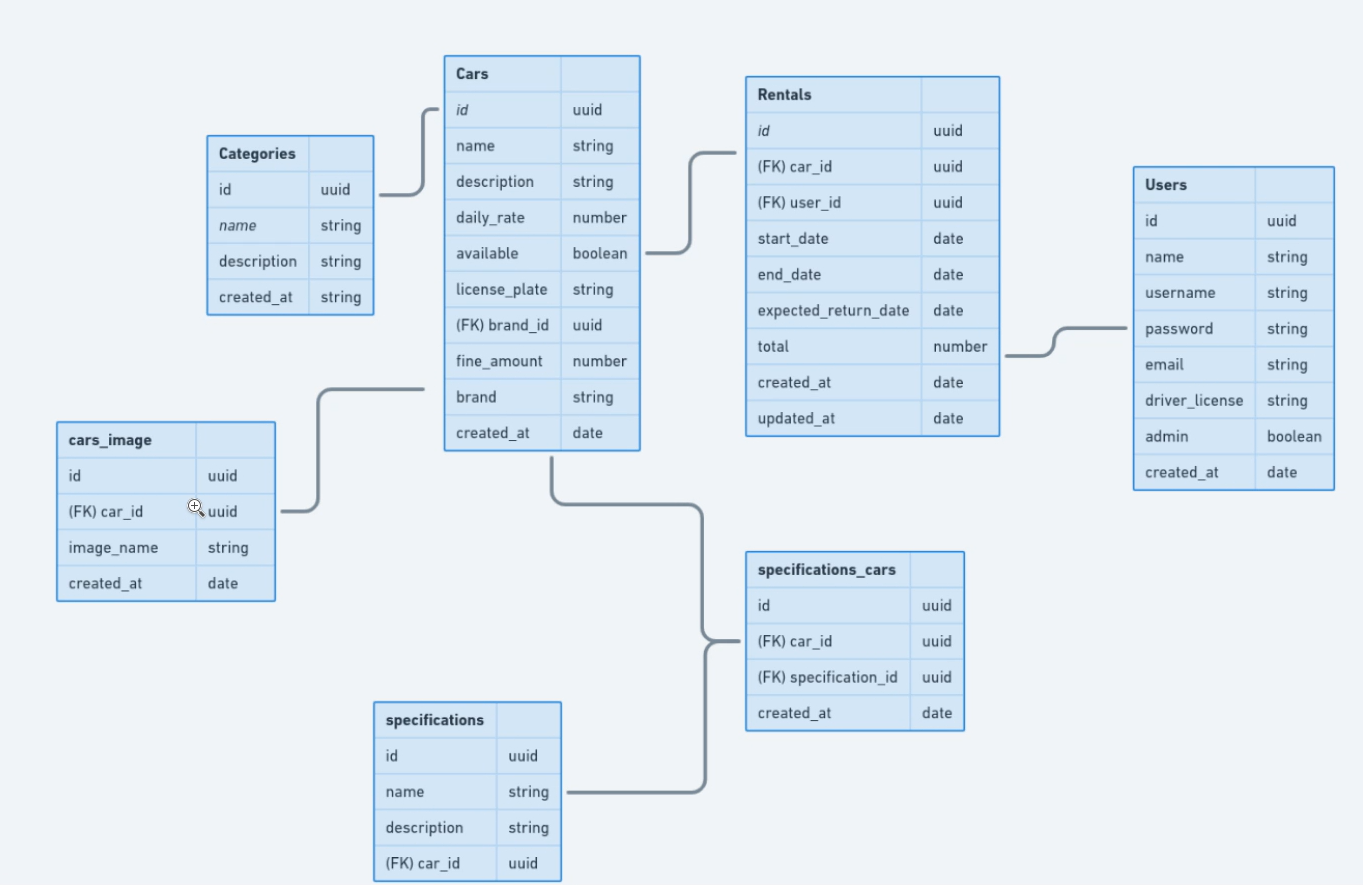 Cars
id uuid
name string
description string
daily_rate number
available boolean
license_plate string
(FK) brand_id uuid
fine_amount number
brand string
created_at date
Rentals
id uuid
(FK) car_id uuid
(FK) user_id uuid
start_date date
end_date date
expected_return_date date
total number
created_at date
updated_at date
Categories
id uuid
name string
description string
created_at string
Users
id uuid
name string
username string
password string
email string
driver_license string
admin boolean
created_at date
cars_image
id uuid
(FK) car_id uuid
image_name string
created_at date
specifications_cars
id uuid
(FK) car_id uuid
(FK) specification_id uuid
created_at date
specifications
id uuid
name string
description string
(FK) car_id uuid